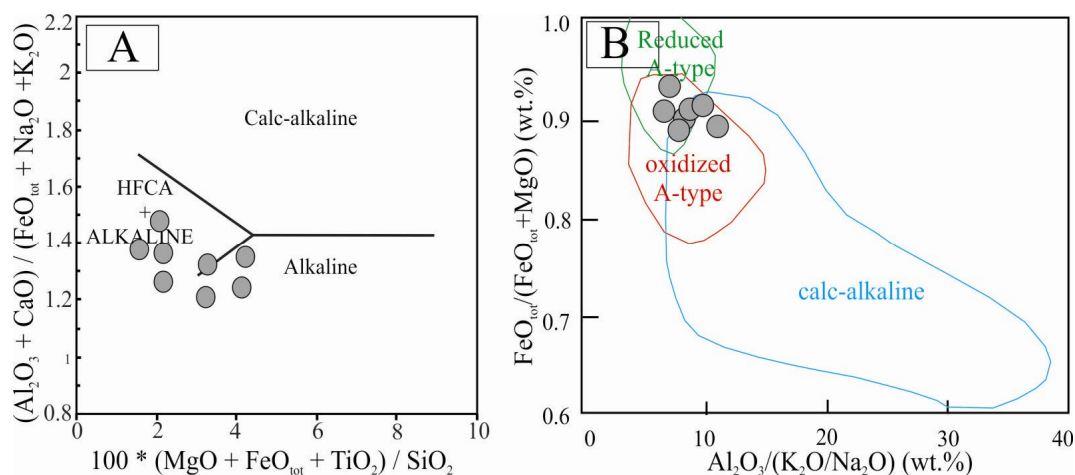 A
2.2
2
1.8
1.6
1.4
1.2
1
0.8
(Al₂O₃ + CaO) / (FeOtot + Na₂O +K₂O)
Calc-alkaline
HFCA
+
ALKALINE
Alkaline
0 2 4 6 8 10
100 * (MgO + FeOtot + TiO₂) / SiO₂
B
1.0
0.9
0.8
0.7
0.6
FeOtot/(FeOtot+MgO) (wt.%)
Reduced
A-type
oxidized
A-type
calc-alkaline
0 10 20 30 40
Al₂O₃/(K₂O/Na₂O) (wt.%)